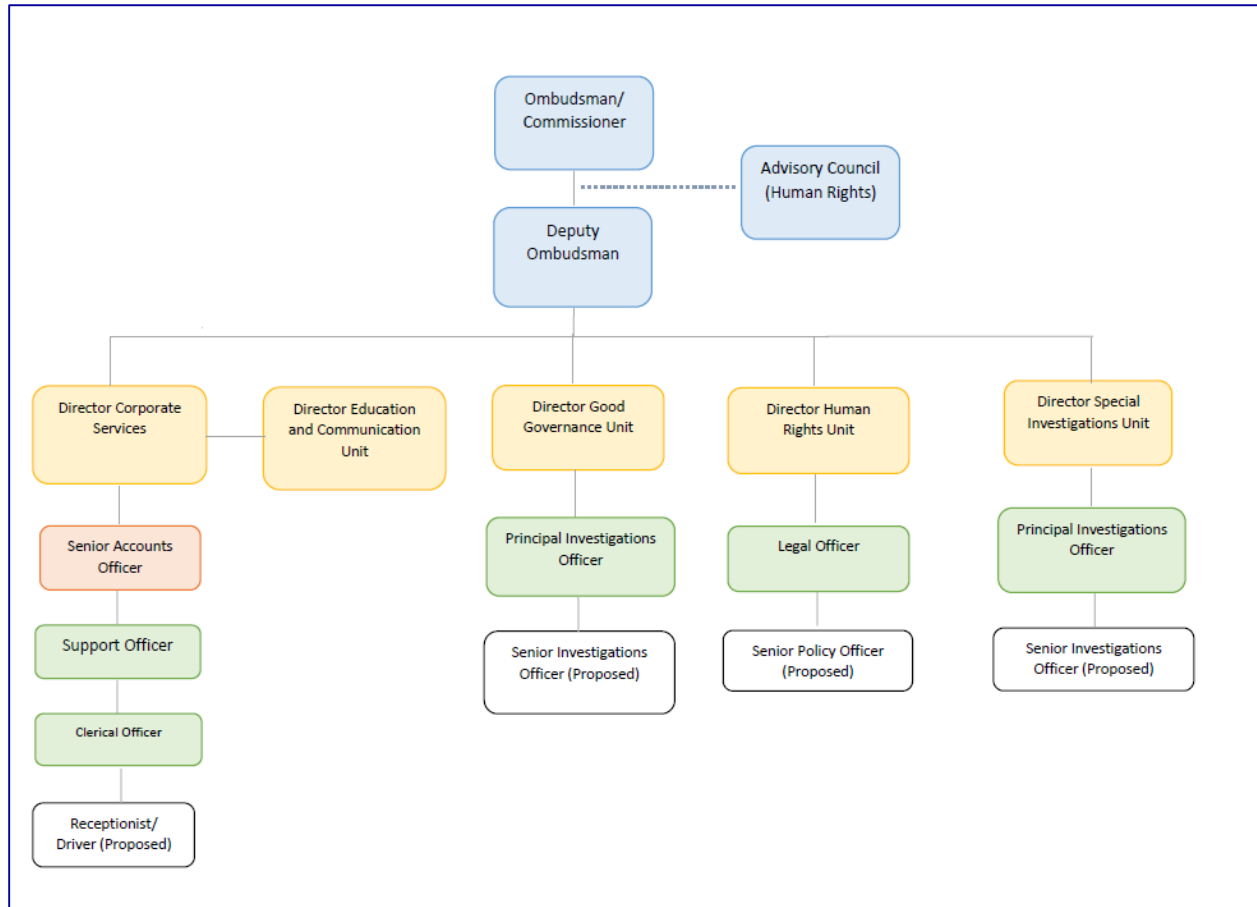 Ombudsman/
Commissioner
Advisory Council
(Human Rights)
Deputy
Ombudsman
Director Corporate
Services
Director Education
and Communication
Unit
Director Good
Governance Unit
Director Human
Rights Unit
Director Special
Investigations Unit
Senior Accounts
Officer
Principal Investigations
Officer
Legal Officer
Principal Investigations
Officer
Support Officer
Senior Investigations
Officer (Proposed)
Senior Policy Officer
(Proposed)
Senior Investigations
Officer (Proposed)
Clerical Officer
Receptionist/
Driver (Proposed)